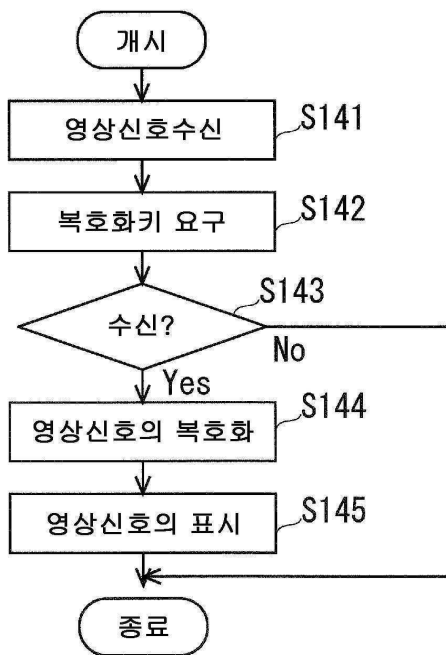 개시
영상신호수신
S141
복호화키 요구
S142
수신?
S143
No
Yes
영상신호의 복호화
S144
영상신호의 표시
S145
종료